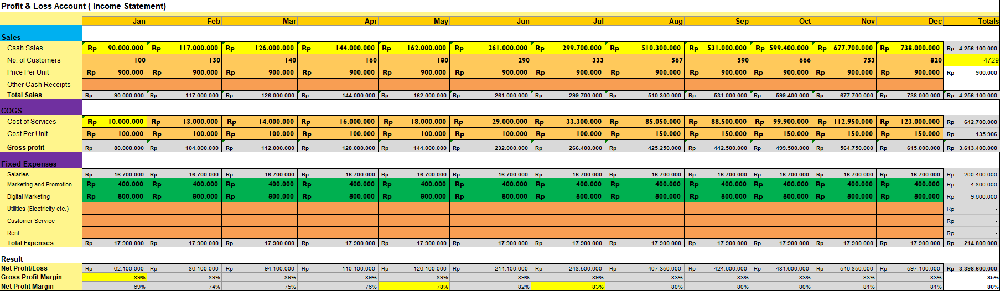 Profit & Loss Account ( Income Statement)
Jan Feb Mar Apr May Jun Jul Aug Sep Oct Nov Dec Totals
Sales
Cash Sales Rp 90.000.000 Rp 117.000.000 Rp 126.000.000 Rp 144.000.000 Rp 162.000.000 Rp 261.000.000 Rp 299.700.000 Rp 510.300.000 Rp 531.000.000 Rp 599.400.000 Rp 677.700.000 Rp 738.000.000 Rp 4.256.100.000
No. of Customers 100 130 140 160 180 290 333 567 590 666 753 820 4729
Price Per Unit Rp 900.000 Rp 900.000 Rp 900.000 Rp 900.000 Rp 900.000 Rp 900.000 Rp 900.000 Rp 900.000 Rp 900.000 Rp 900.000 Rp 900.000 Rp 900.000 Rp 900.000
Other Cash Receipts
Total Sales Rp 90.000.000 Rp 117.000.000 Rp 126.000.000 Rp 144.000.000 Rp 162.000.000 Rp 261.000.000 Rp 299.700.000 Rp 510.300.000 Rp 531.000.000 Rp 599.400.000 Rp 677.700.000 Rp 738.000.000 Rp 4.256.100.000
COGS
Cost of Services Rp 10.000.000 Rp 13.000.000 Rp 14.000.000 Rp 16.000.000 Rp 18.000.000 Rp 29.000.000 Rp 33.300.000 Rp 85.050.000 Rp 88.500.000 Rp 99.900.000 Rp 112.950.000 Rp 123.000.000 Rp 642.700.000
Cost Per Unit Rp 100.000 Rp 100.000 Rp 100.000 Rp 100.000 Rp 100.000 Rp 100.000 Rp 100.000 Rp 150.000 Rp 150.000 Rp 150.000 Rp 150.000 Rp 150.000 Rp 135.906
Gross profit Rp 80.000.000 Rp 104.000.000 Rp 112.000.000 Rp 128.000.000 Rp 144.000.000 Rp 232.000.000 Rp 266.400.000 Rp 425.250.000 Rp 442.500.000 Rp 499.500.000 Rp 564.750.000 Rp 615.000.000 Rp 3.613.400.000
Fixed Expenses
Salaries Rp 16.700.000 Rp 16.700.000 Rp 16.700.000 Rp 16.700.000 Rp 16.700.000 Rp 16.700.000 Rp 16.700.000 Rp 16.700.000 Rp 16.700.000 Rp 16.700.000 Rp 16.700.000 Rp 16.700.000 Rp 200.400.000
Marketing and Promotion Rp 400.000 Rp 400.000 Rp 400.000 Rp 400.000 Rp 400.000 Rp 400.000 Rp 400.000 Rp 400.000 Rp 400.000 Rp 400.000 Rp 400.000 Rp 400.000 Rp 4.800.000
Digital Marketing Rp 800.000 Rp 800.000 Rp 800.000 Rp 800.000 Rp 800.000 Rp 800.000 Rp 800.000 Rp 800.000 Rp 800.000 Rp 800.000 Rp 800.000 Rp 800.000 Rp 9.600.000
Utilities (Electricity etc.) Rp -
Customer Service Rp -
Rent Rp -
Total Expenses Rp 17.900.000 Rp 17.900.000 Rp 17.900.000 Rp 17.900.000 Rp 17.900.000 Rp 17.900.000 Rp 17.900.000 Rp 17.900.000 Rp 17.900.000 Rp 17.900.000 Rp 17.900.000 Rp 17.900.000 Rp 214.800.000
Result
Net Profit/Loss Rp 62.100.000 Rp 86.100.000 Rp 94.100.000 Rp 110.100.000 Rp 126.100.000 Rp 214.100.000 Rp 248.500.000 Rp 407.350.000 Rp 424.600.000 Rp 481.600.000 Rp 546.850.000 Rp 597.100.000 Rp 3.398.600.000
Gross Profit Margin 89% 89% 89% 89% 89% 89% 89% 83% 83% 83% 83% 83% 85%
Net Profit Margin 69% 74% 75% 76% 78% 82% 83% 80% 80% 80% 81% 81% 80%